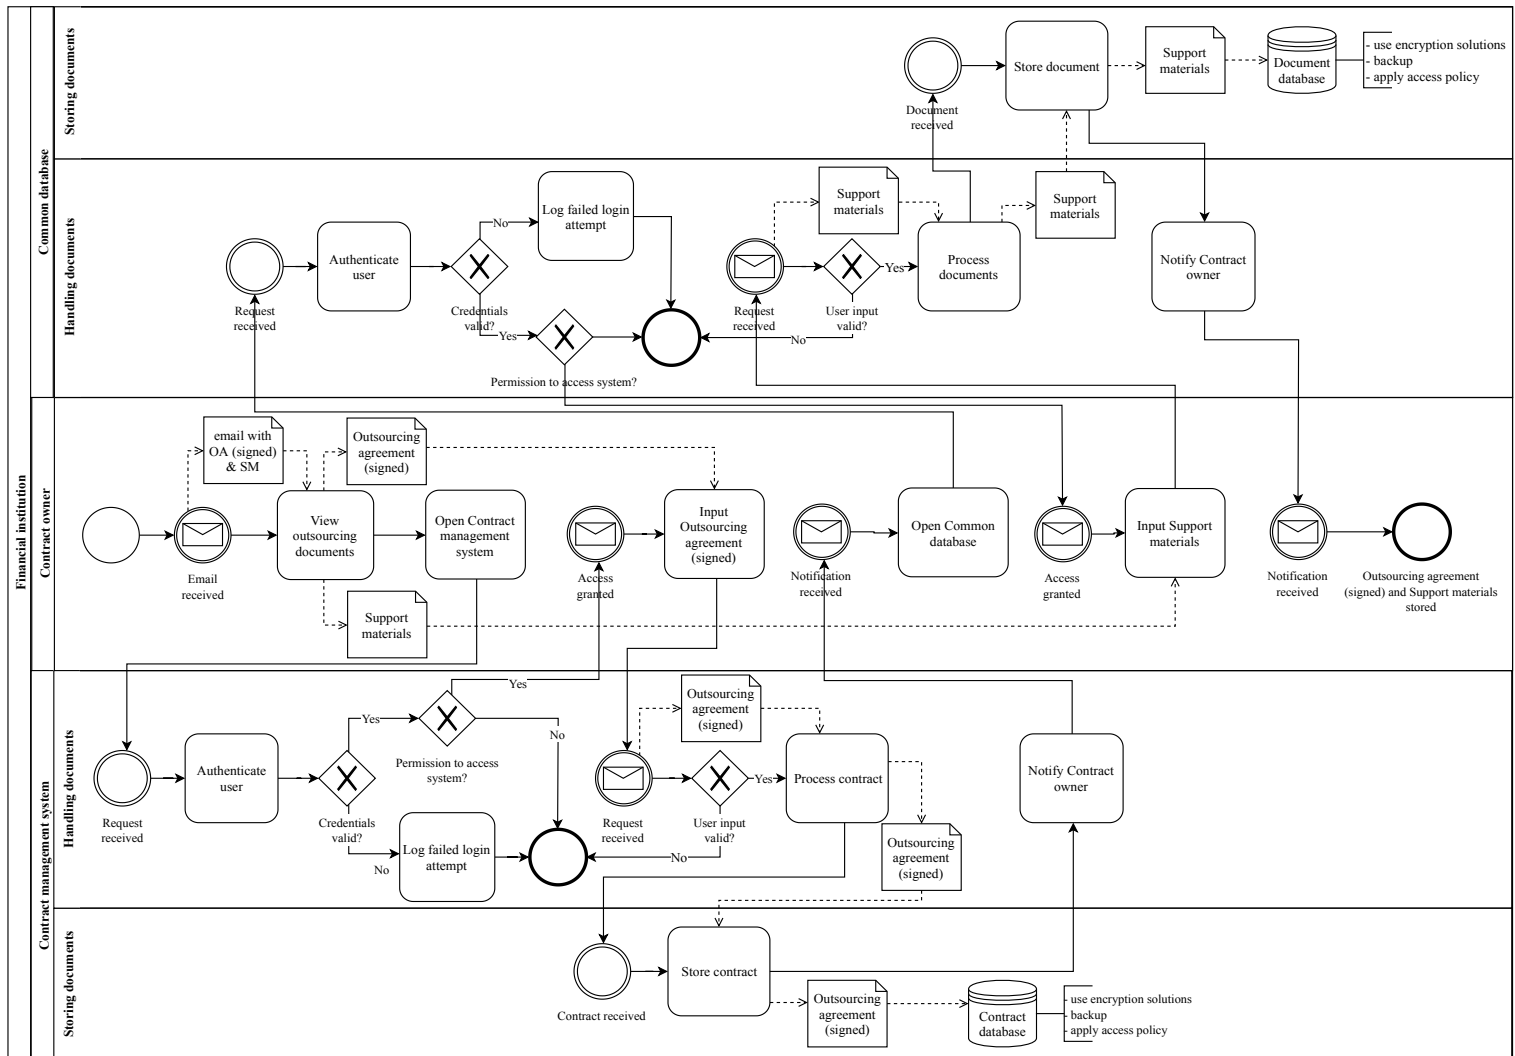 Financial institution
Common database
Storing documents
Document
received
Store document
Support
materials
Document
database
- use encryption solutions
- backup
- apply access policy
Handling documents
Request
received
Authenticate
user
Credentials
valid?
No
Log failed login
attempt
Yes
Permission to access system?
Request
received
Support
materials
User input
valid?
Yes
No
Process
documents
Support
materials
Notify Contract
owner
Contract owner
email with
OA (signed)
& SM
Email
received
View
outsourcing
documents
Outsourcing
agreement
(signed)
Support
materials
Open Contract
management
system
Access
granted
Input
Outsourcing
agreement
(signed)
Notification
received
Open Common
database
Access
granted
Input Support
materials
Notification
received
Outsourcing agreement
(signed) and Support materials
stored
Contract management system
Handling documents
Request
received
Authenticate
user
Credentials
valid?
Yes
No
Permission to access
system?
Yes
No
Log failed login
attempt
Request
received
Outsourcing
agreement
(signed)
User input
valid?
Yes
No
Process contract
Outsourcing
agreement
(signed)
Notify Contract
owner
Storing documents
Contract received
Store contract
Outsourcing
agreement
(signed)
Contract
database
- use encryption solutions
- backup
- apply access policy